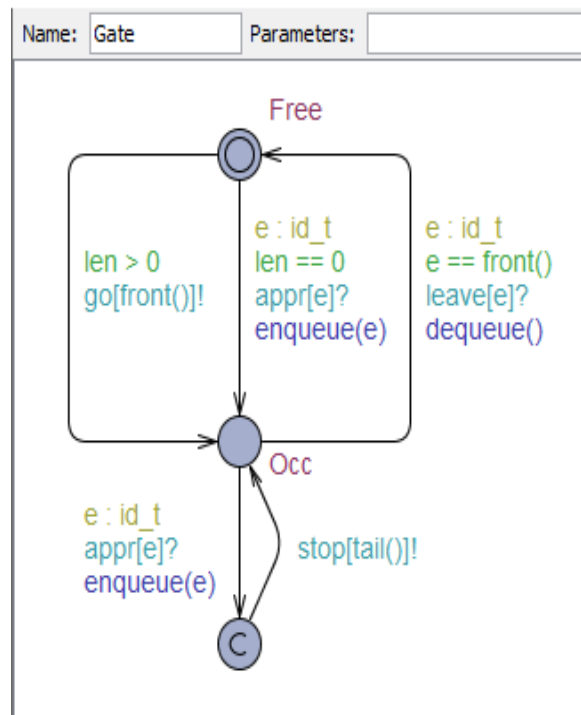 Name: Gate Parameters:
Free
len > 0
go[front()]!
e : id_t
len == 0
appr[e]?
enqueue(e)
e : id_t
e == front()
leave[e]?
dequeue()
Occ
e : id_t
appr[e]?
enqueue(e)
stop[tail()]!
C